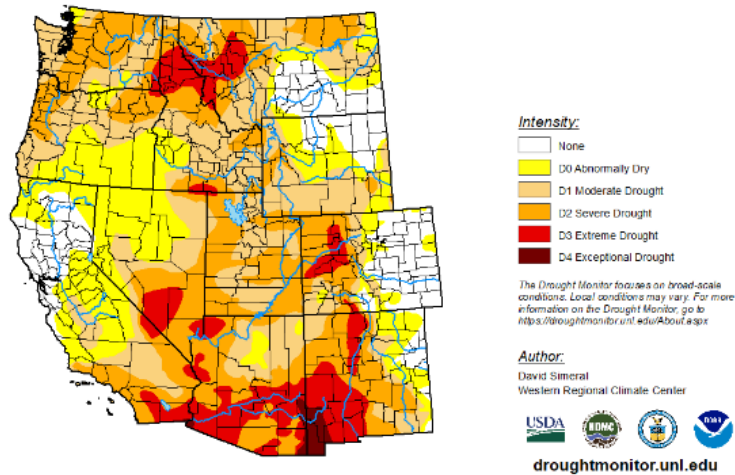 Intensity:
None
D0 Abnormally Dry
D1 Moderate Drought
D2 Severe Drought
D3 Extreme Drought
D4 Exceptional Drought
The Drought Monitor focuses on broad-scale
conditions. Local conditions may vary. For more
information on the Drought Monitor, go to
https://droughtmonitor.unl.edu/About.aspx
Author:
David Simeral
Western Regional Climate Center
USDA
NDMC
NOAA
droughtmonitor.unl.edu